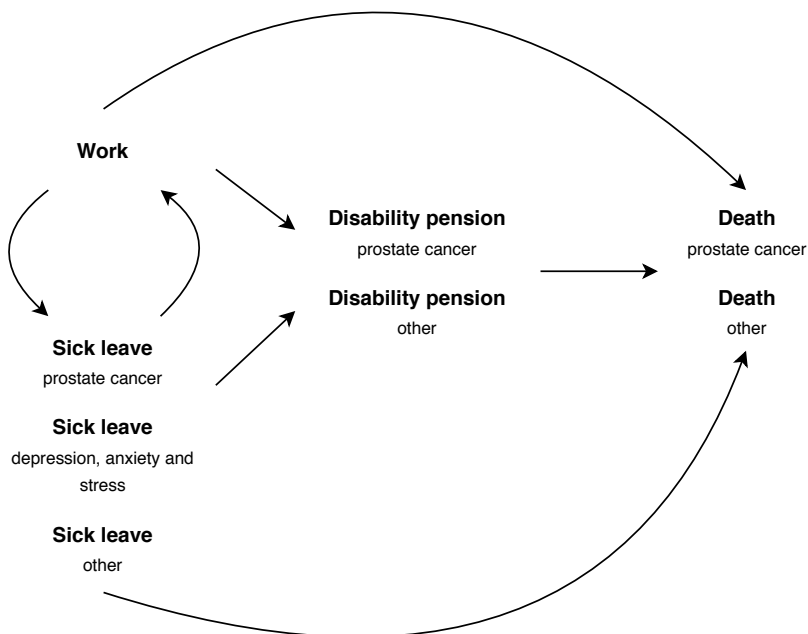 Work
Disability pension
prostate cancer
Disability pension
other
Death
prostate cancer
Death
other
Sick leave
prostate cancer
Sick leave
depression, anxiety and
stress
Sick leave
other